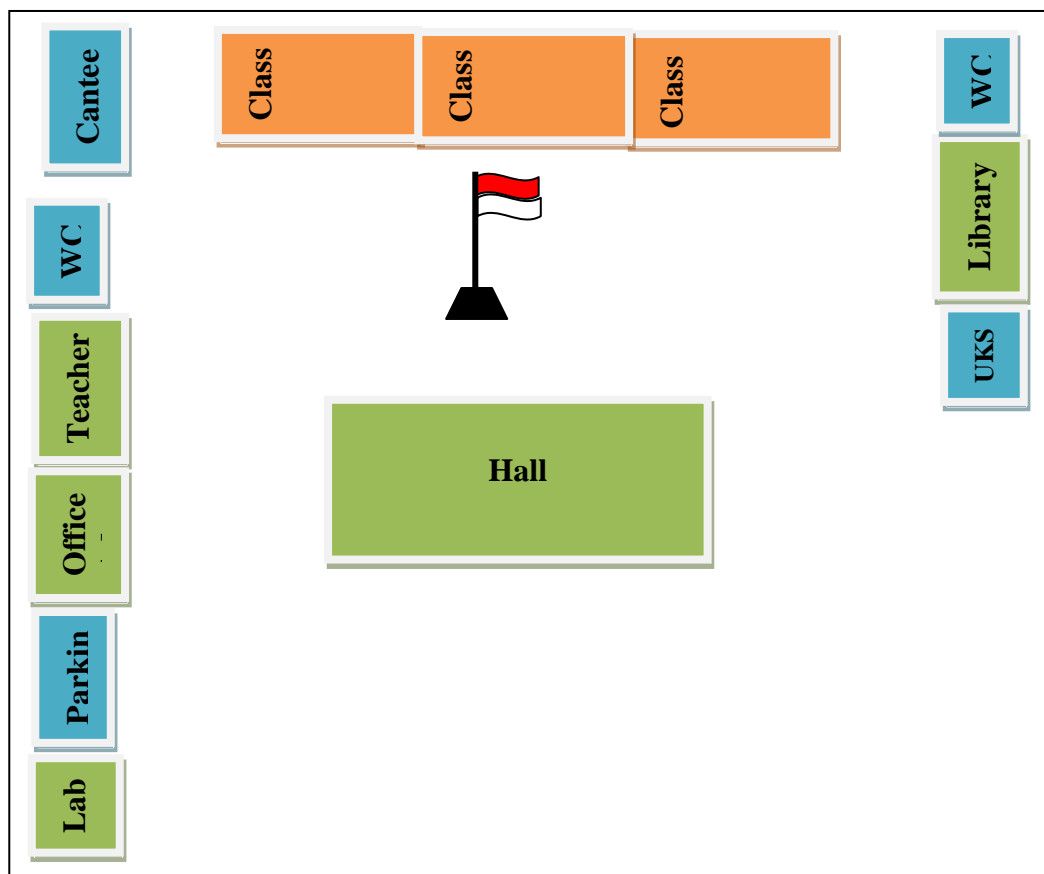 Cantee
Class
Class
Class
WC
WC
Library
Teacher
UKS
Hall
Office
Parkin
Lab